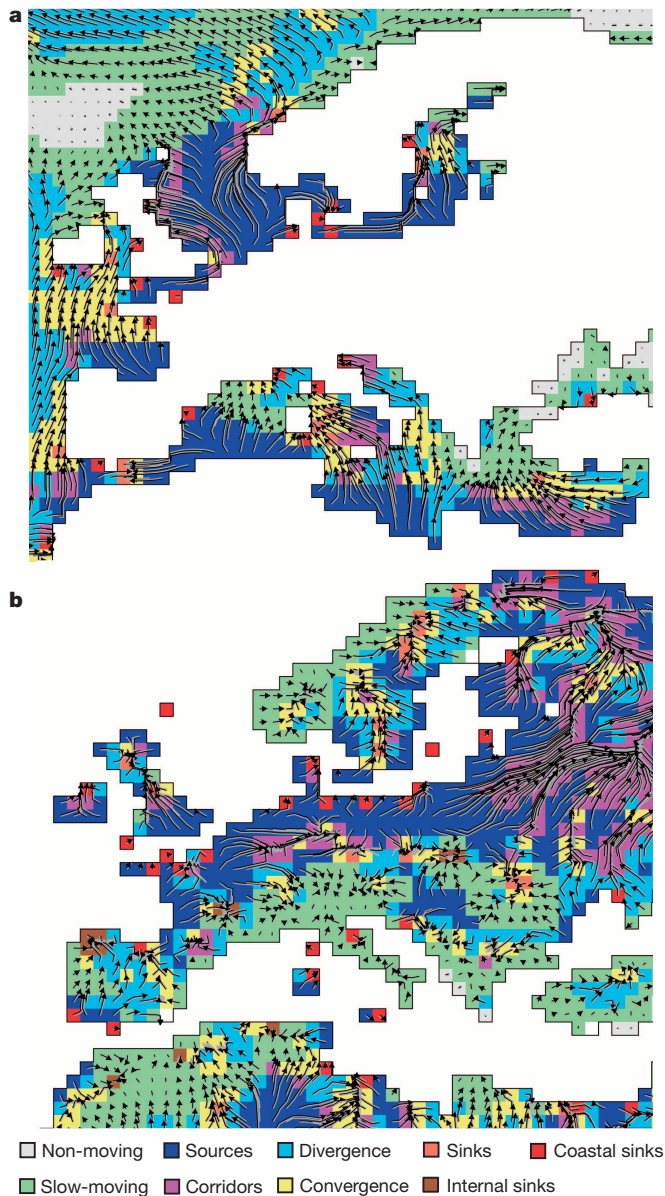 a
b
Non-moving Sources Divergence Sinks Coastal sinks
Slow-moving Corridors Convergence Internal sinks